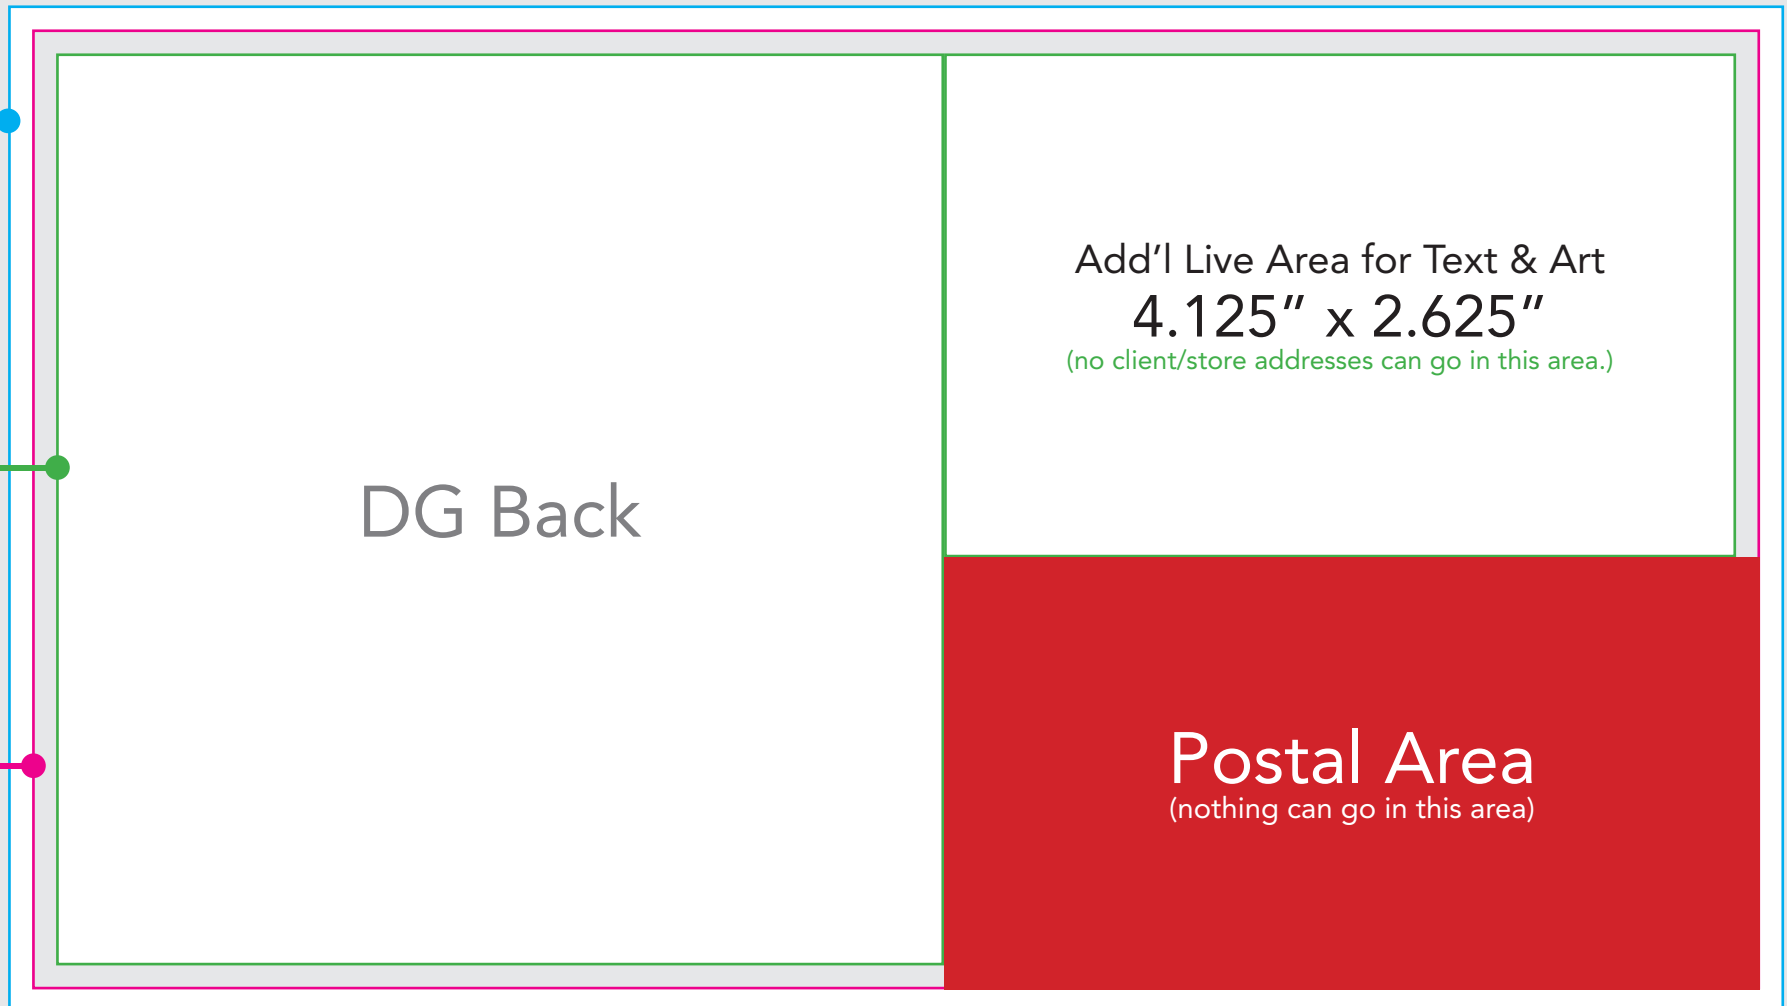 DG Back
Add’l Live Area for Text & Art
4.125” x 2.625”
(no client/store addresses can go in this area.)
Postal Area
(nothing can go in this area)